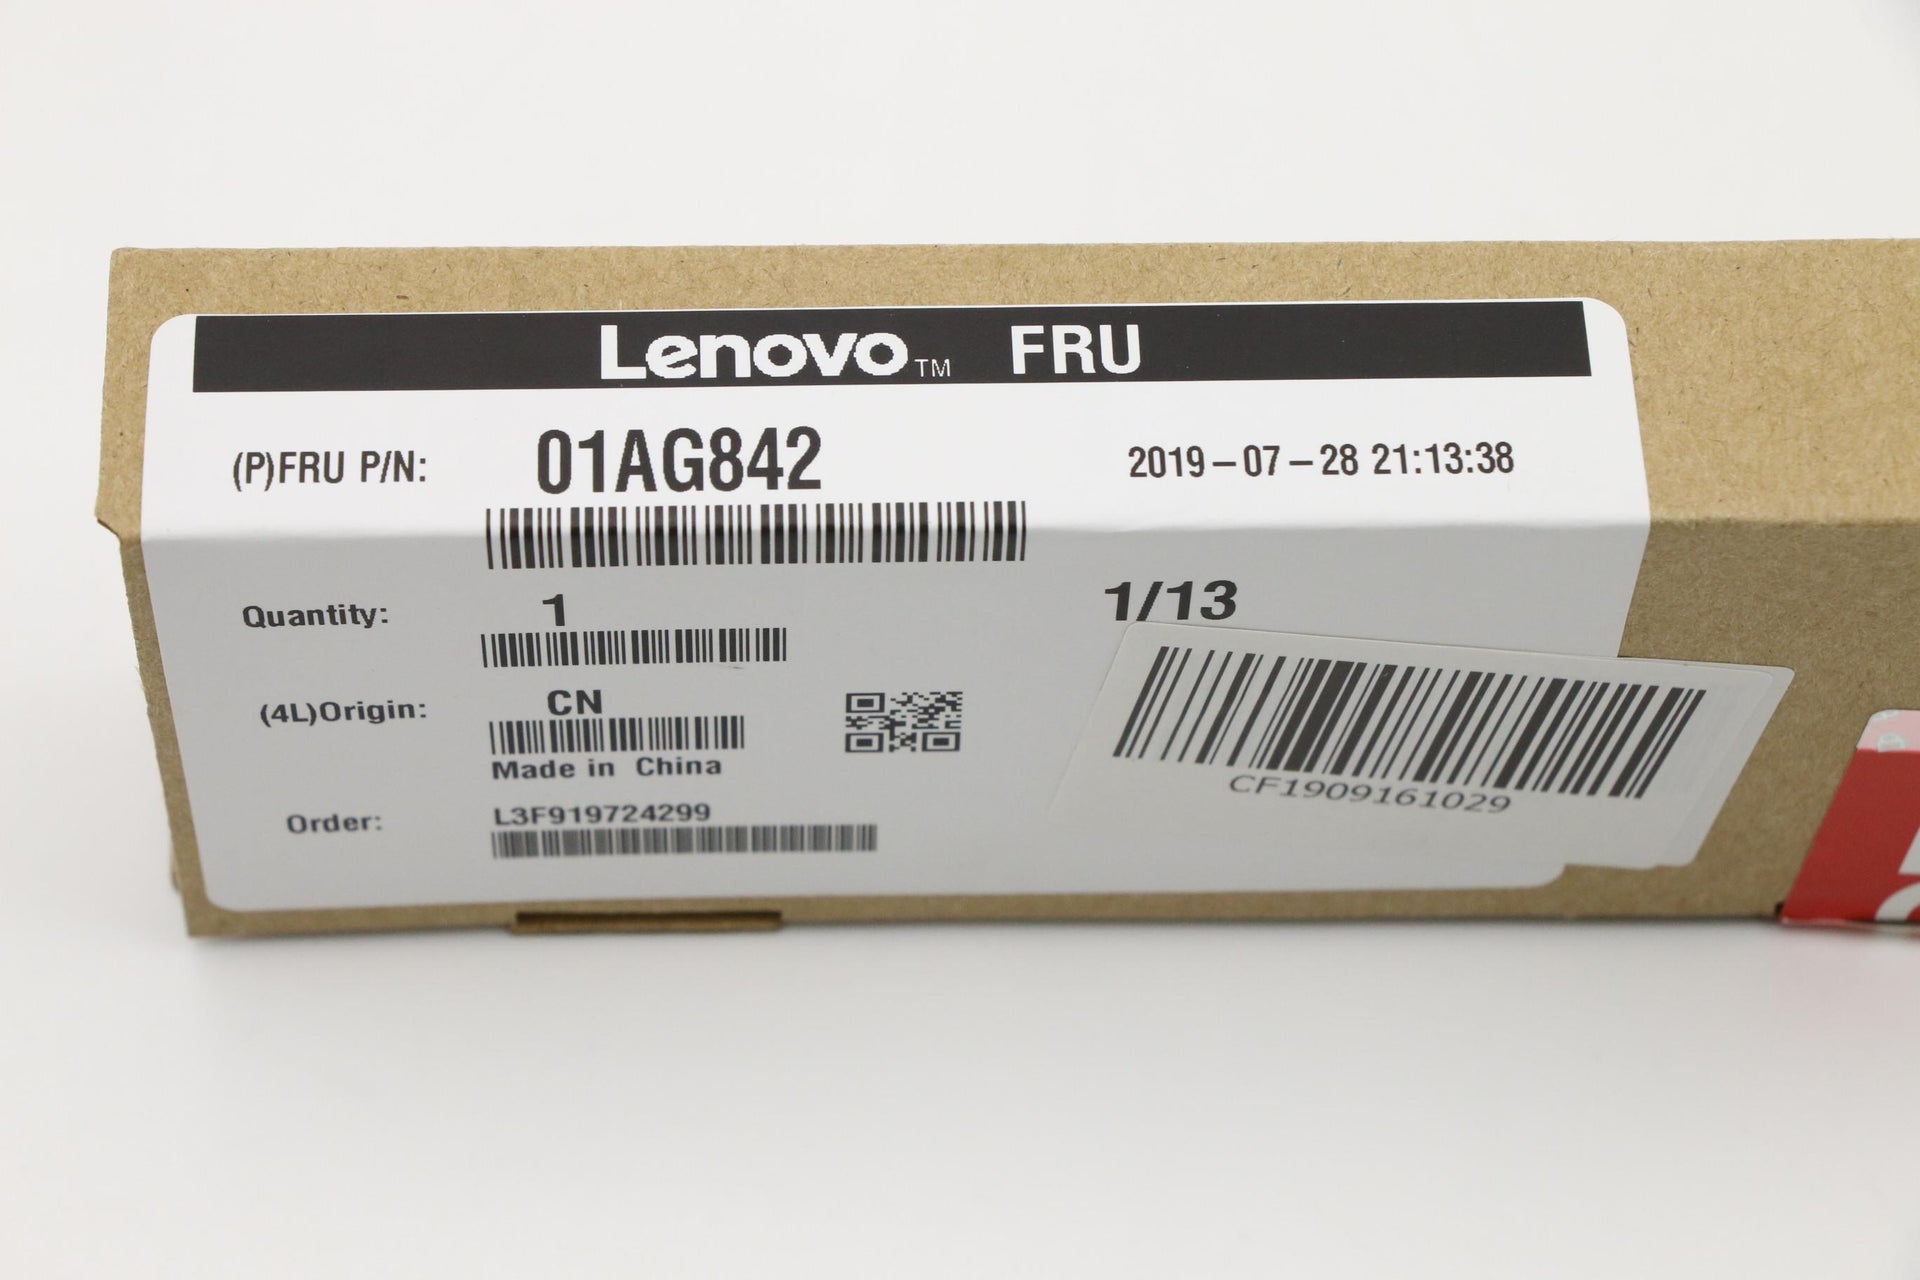 Lenovo™ FRU
(P)FRU P/N: 01AG842 2019-07-28 21:13:38
Quantity: 1 1/13
(4L)Origin: CN
Made in China
Order: L3F919724299
CF1909161029